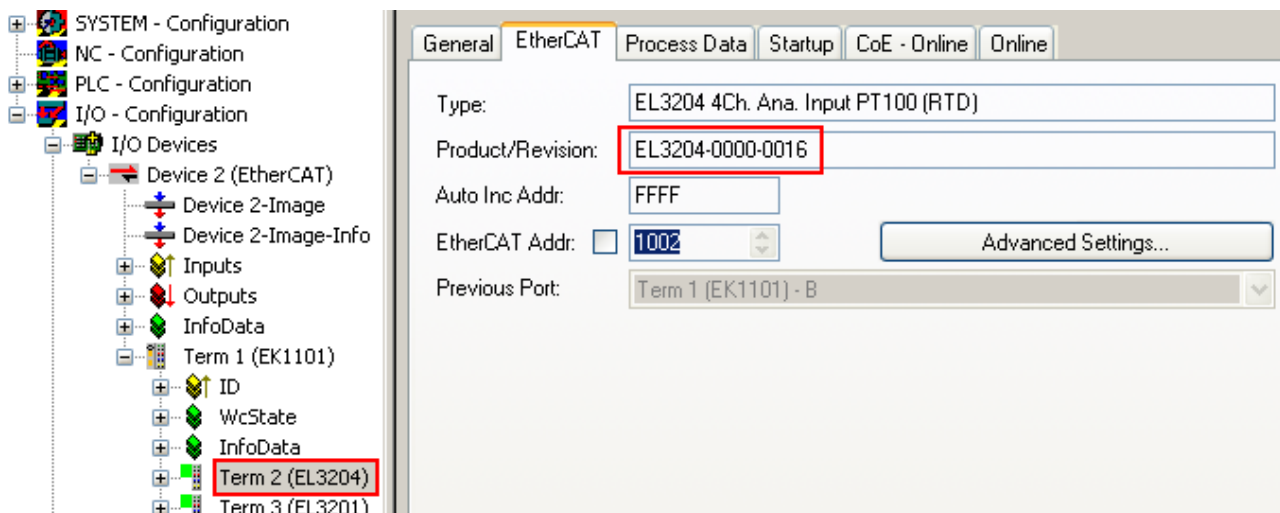 SYSTEM - Configuration
NC - Configuration
PLC - Configuration
I/O - Configuration
I/O Devices
Device 2 (EtherCAT)
Device 2-Image
Device 2-Image-Info
Inputs
Outputs
InfoData
Term 1 (EK1101)
ID
WcState
InfoData
Term 2 (EL3204)
Term 3 (EL3201)
General EtherCAT Process Data Startup CoE - Online Online
Type: EL3204 4Ch. Ana. Input PT100 (RTD)
Product/Revision: EL3204-0000-0016
Auto Inc Addr: FFFF
EtherCAT Addr: 1002 Advanced Settings...
Previous Port: Term 1 (EK1101) - B